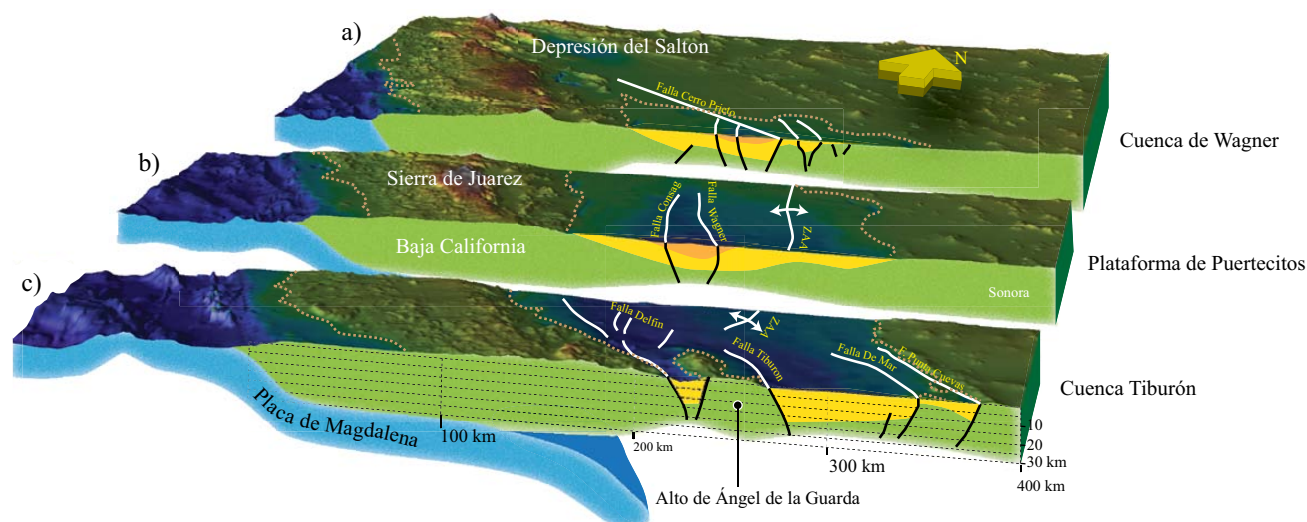 a)
Depresión del Salton
N
Falla Cerro Prieto
Cuenca de Wagner
b)
Sierra de Juarez
Falla Consag
Falla Wagner
ZAA
Baja California
Plataforma de Puertecitos
Sonora
c)
Falla Delfin
ZAA
Falla Tiburon
Falla De Mar
F. Punta Cuevas
Cuenca Tiburón
Placa de Magdalena
100 km
200 km
300 km
10
20
30 km
400 km
Alto de Ángel de la Guarda